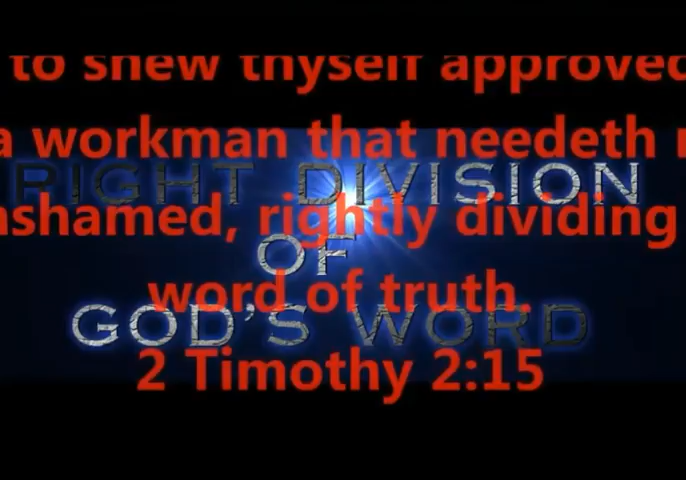 to shew thyself approved
a workman that needeth
RIGHT DIVISION
ashamed, rightly dividing
OF
word of truth.
GOD'S WORD
2 Timothy 2:15